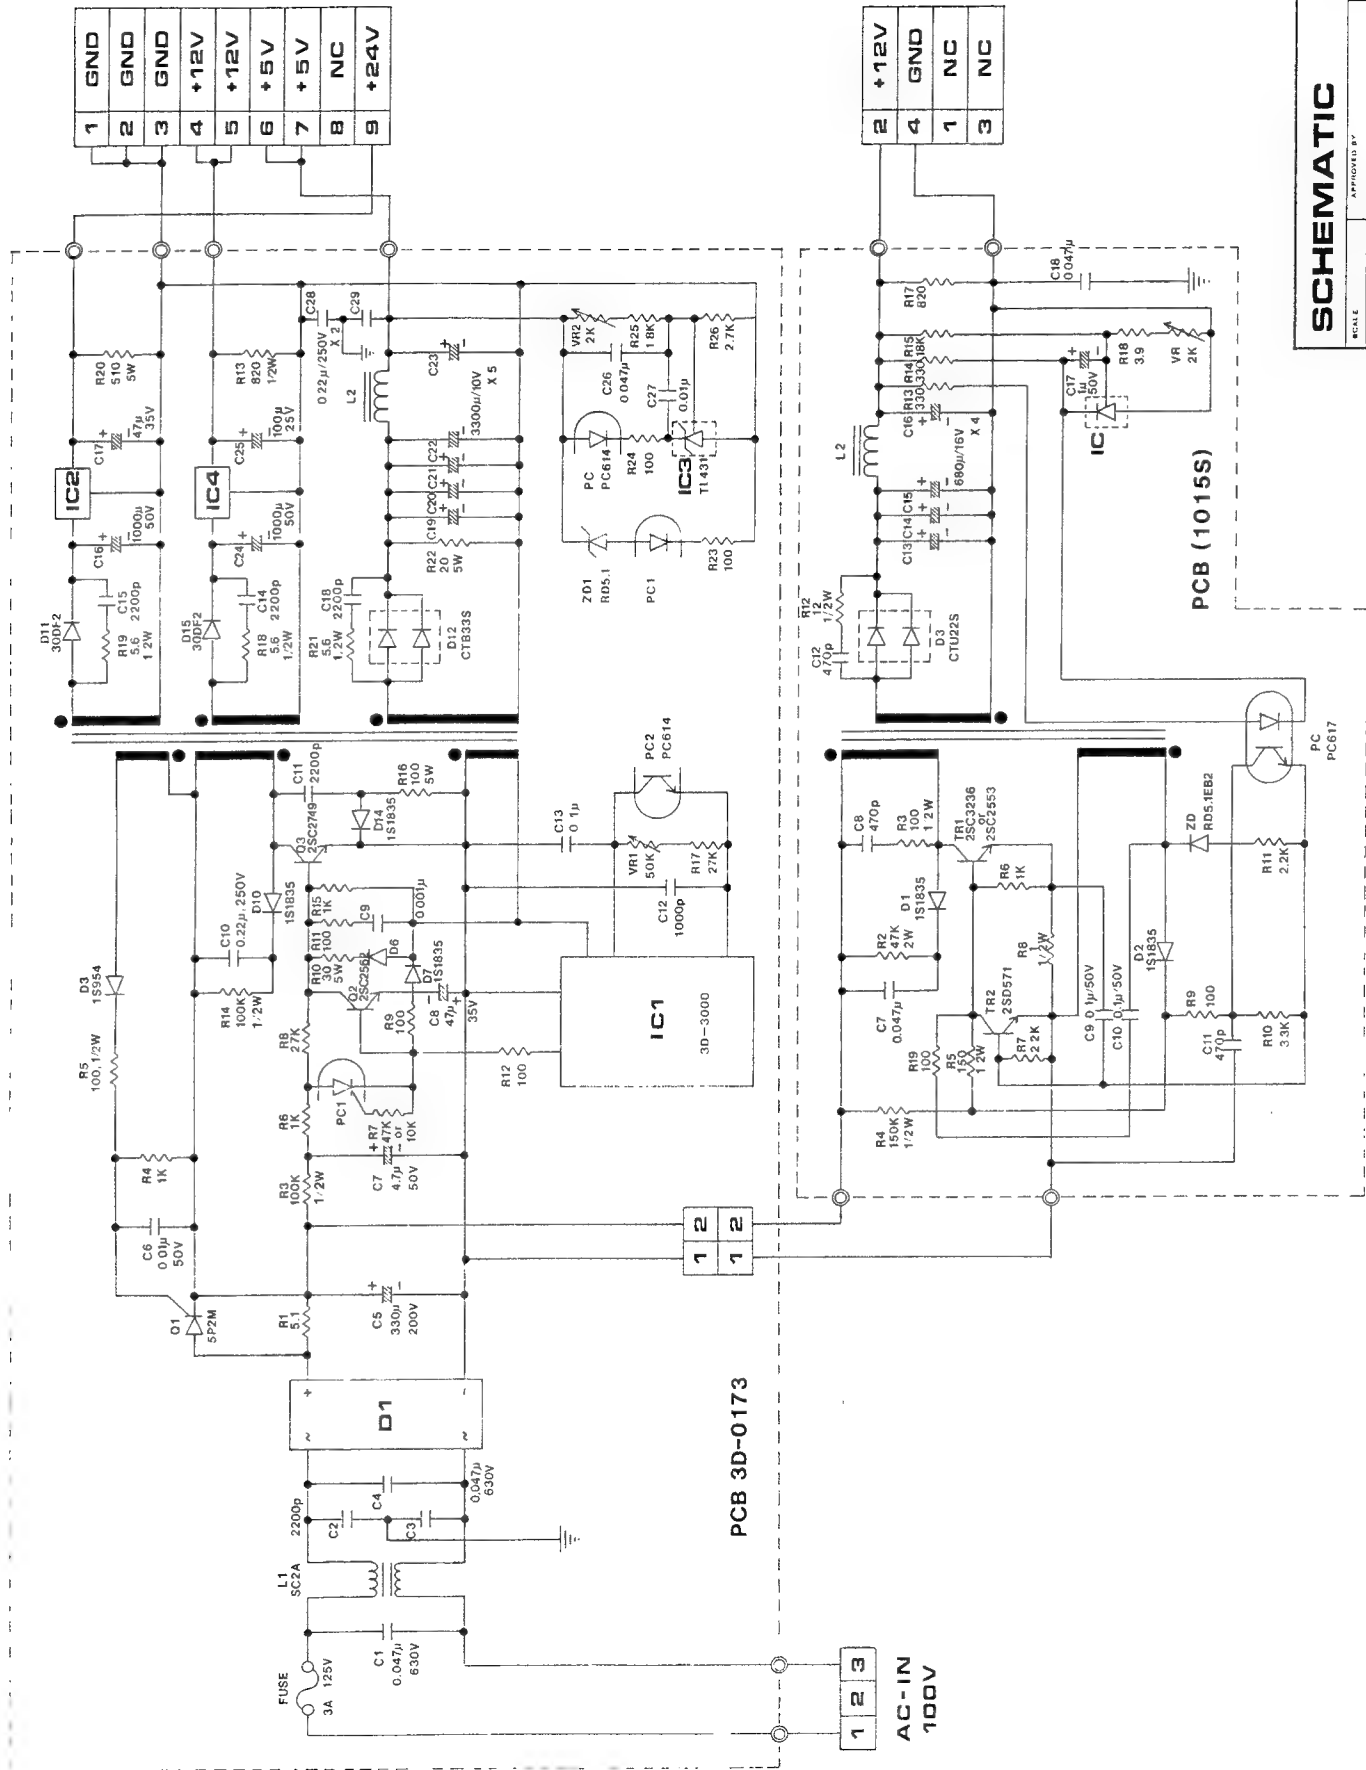 1 GND
2 GND
3 GND
4 +12V
5 +12V
6 +5V
7 +5V
8 NC
9 +24V
2 +12V
4 GND
1 NC
3 NC
SCHEMATIC
SCALE
APPROVED BY
D11
30DF2
R19
5.6
1.2W
C15
2200p
C16
1000μ
50V
IC2
C17
47μ
35V
R20
510
5W
D15
30DF2
R18
5.6
1/2W
C14
2200p
C24
1000μ
50V
IC4
C25
100μ
25V
R13
820
1/2W
0.22μ/250V
X 2
C28
C29
L2
R21
5.6
1.2W
C18
2200p
D12
CTB33S
R22
20
5W
C19
C20
C21
C22
C23
3300μ/10V
X 5
ZD1
RD5.1
PC1
R23
100
PC
PC614
R24
100
IC3
TL431
C26
0.047μ
C27
0.01μ
VR2
2K
R25
1.8K
R26
2.7K
D3
1S954
R5
100,1/2W
R4
1K
C6
0.01μ
50V
Q1
5P2M
R14
100K
1/2W
C10
0.22μ,250V
D10
1S1835
Q3
2SC2749
C11
2200p
D14
1S1835
R16
100
5W
R15
1K
R11
100
C9
0.001μ
R10
30
5W
D6
Q2
2SC2562
D7
1S1835
R8
27K
R9
100
C8
47μ
35V
PC1
R6
1K
R7
47K
or
10K
R3
100K
1/2W
C7
4.7μ
50V
R12
100
IC1
3D-3000
C13
0.1μ
VR1
50K
R17
27K
C12
1000p
PC2
PC614
R1
5.1
C5
330μ
200V
D1
+
-
~
~
C4
0.047μ
630V
2200p
C2
C3
L1
SC2A
C1
0.047μ
630V
FUSE
3A 125V
PCB 3D-0173
1 2
1 2
1 2 3
AC-IN
100V
C12
470p
R12
12
1/2W
D3
CTU22S
C13
C14
C15
L2
C16
680μ/16V
X 4
R13
330
R14
330
R15
18K
R17
820
C18
0.047μ
C17
1μ
50V
IC
R18
3.9
VR
2K
PCB (1015S)
C8
470p
R3
100
1/2W
D1
1S1835
R2
47K
2W
C7
0.047μ
TR1
2SC3236
or
2SC2553
R6
1K
R8
1/2W
TR2
2SD571
R19
100
R5
150
1.2W
R7
2.2K
R4
150K
1/2W
C9 0.1μ/50V
C10 0.1μ/50V
D2
1S1835
R9
100
C11
470p
R10
3.3K
ZD
RD5.1EB2
R11
2.2K
PC
PC617